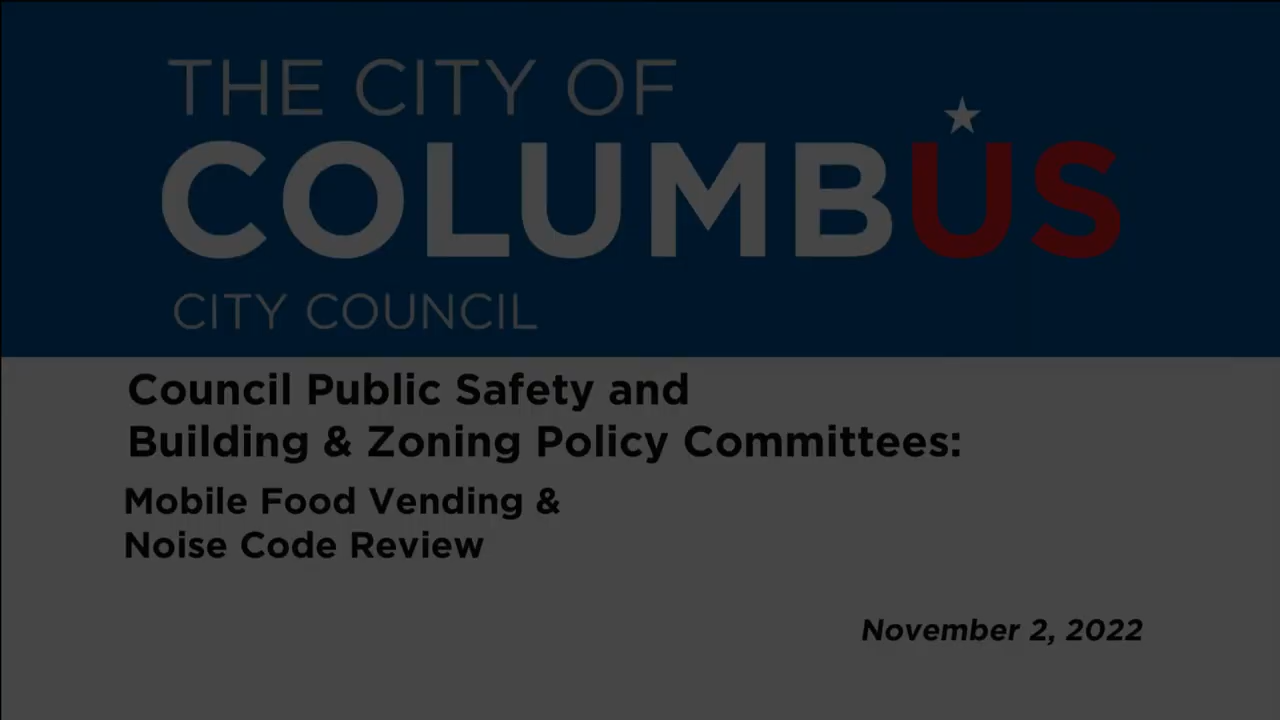 THE CITY OF
COLUMBUS
CITY COUNCIL
Council Public Safety and
Building & Zoning Policy Committees:
Mobile Food Vending &
Noise Code Review
November 2, 2022